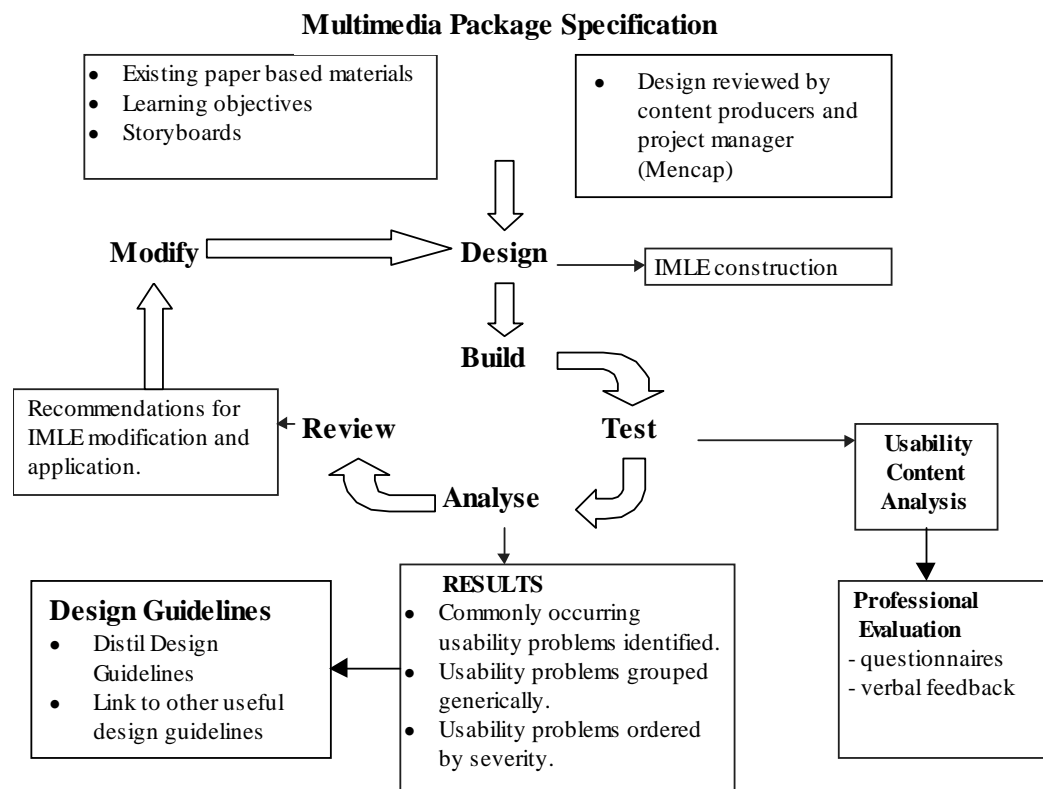 Multimedia Package Specification
● Existing paper based materials
● Learning objectives
● Storyboards
● Design reviewed by
content producers and
project manager
(Mencap)
Modify
Design
IMLE construction
Build
Recommendations for
IMLE modification and
application.
Review
Test
Usability
Content
Analysis
Analyse
Design Guidelines
● Distil Design
Guidelines
● Link to other useful
design guidelines
RESULTS
● Commonly occurring
usability problems identified.
● Usability problems grouped
generically.
● Usability problems ordered
by severity.
Professional
Evaluation
- questionnaires
- verbal feedback